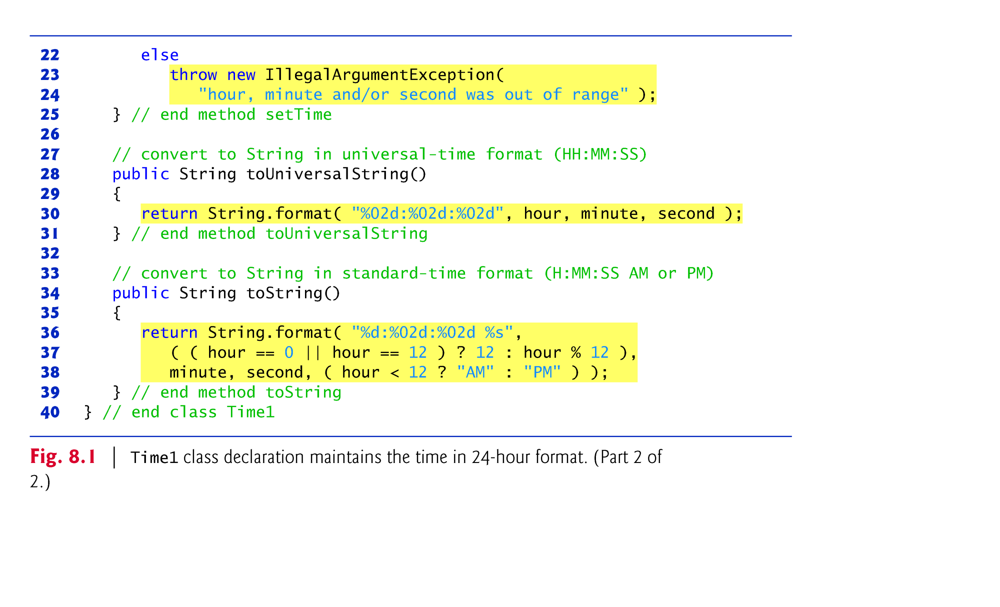 22         else
23            throw new IllegalArgumentException(
24               "hour, minute and/or second was out of range" );
25      } // end method setTime
26
27      // convert to String in universal-time format (HH:MM:SS)
28      public String toUniversalString()
29      {
30         return String.format( "%02d:%02d:%02d", hour, minute, second );
31      } // end method toUniversalString
32
33      // convert to String in standard-time format (H:MM:SS AM or PM)
34      public String toString()
35      {
36         return String.format( "%d:%02d:%02d %s",
37            ( ( hour == 0 || hour == 12 ) ? 12 : hour % 12 ),
38            minute, second, ( hour < 12 ? "AM" : "PM" ) );
39      } // end method toString
40   } // end class Time1
Fig. 8.1 | Time1 class declaration maintains the time in 24-hour format. (Part 2 of
2.)